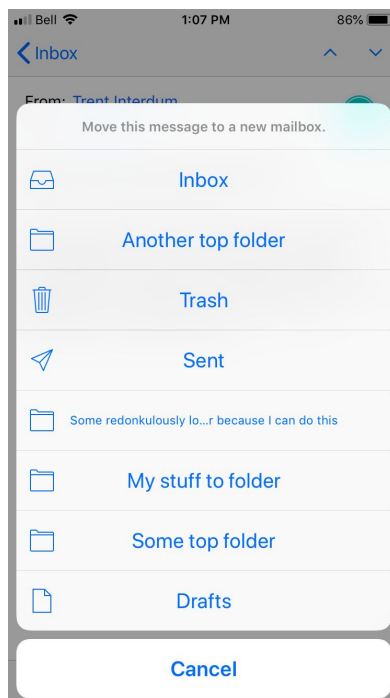 Bell 1:07 PM 86%
Inbox
From: Trent Interdum
Move this message to a new mailbox.
Inbox
Another top folder
Trash
Sent
Some redonkulously lo...r because I can do this
My stuff to folder
Some top folder
Drafts
Cancel